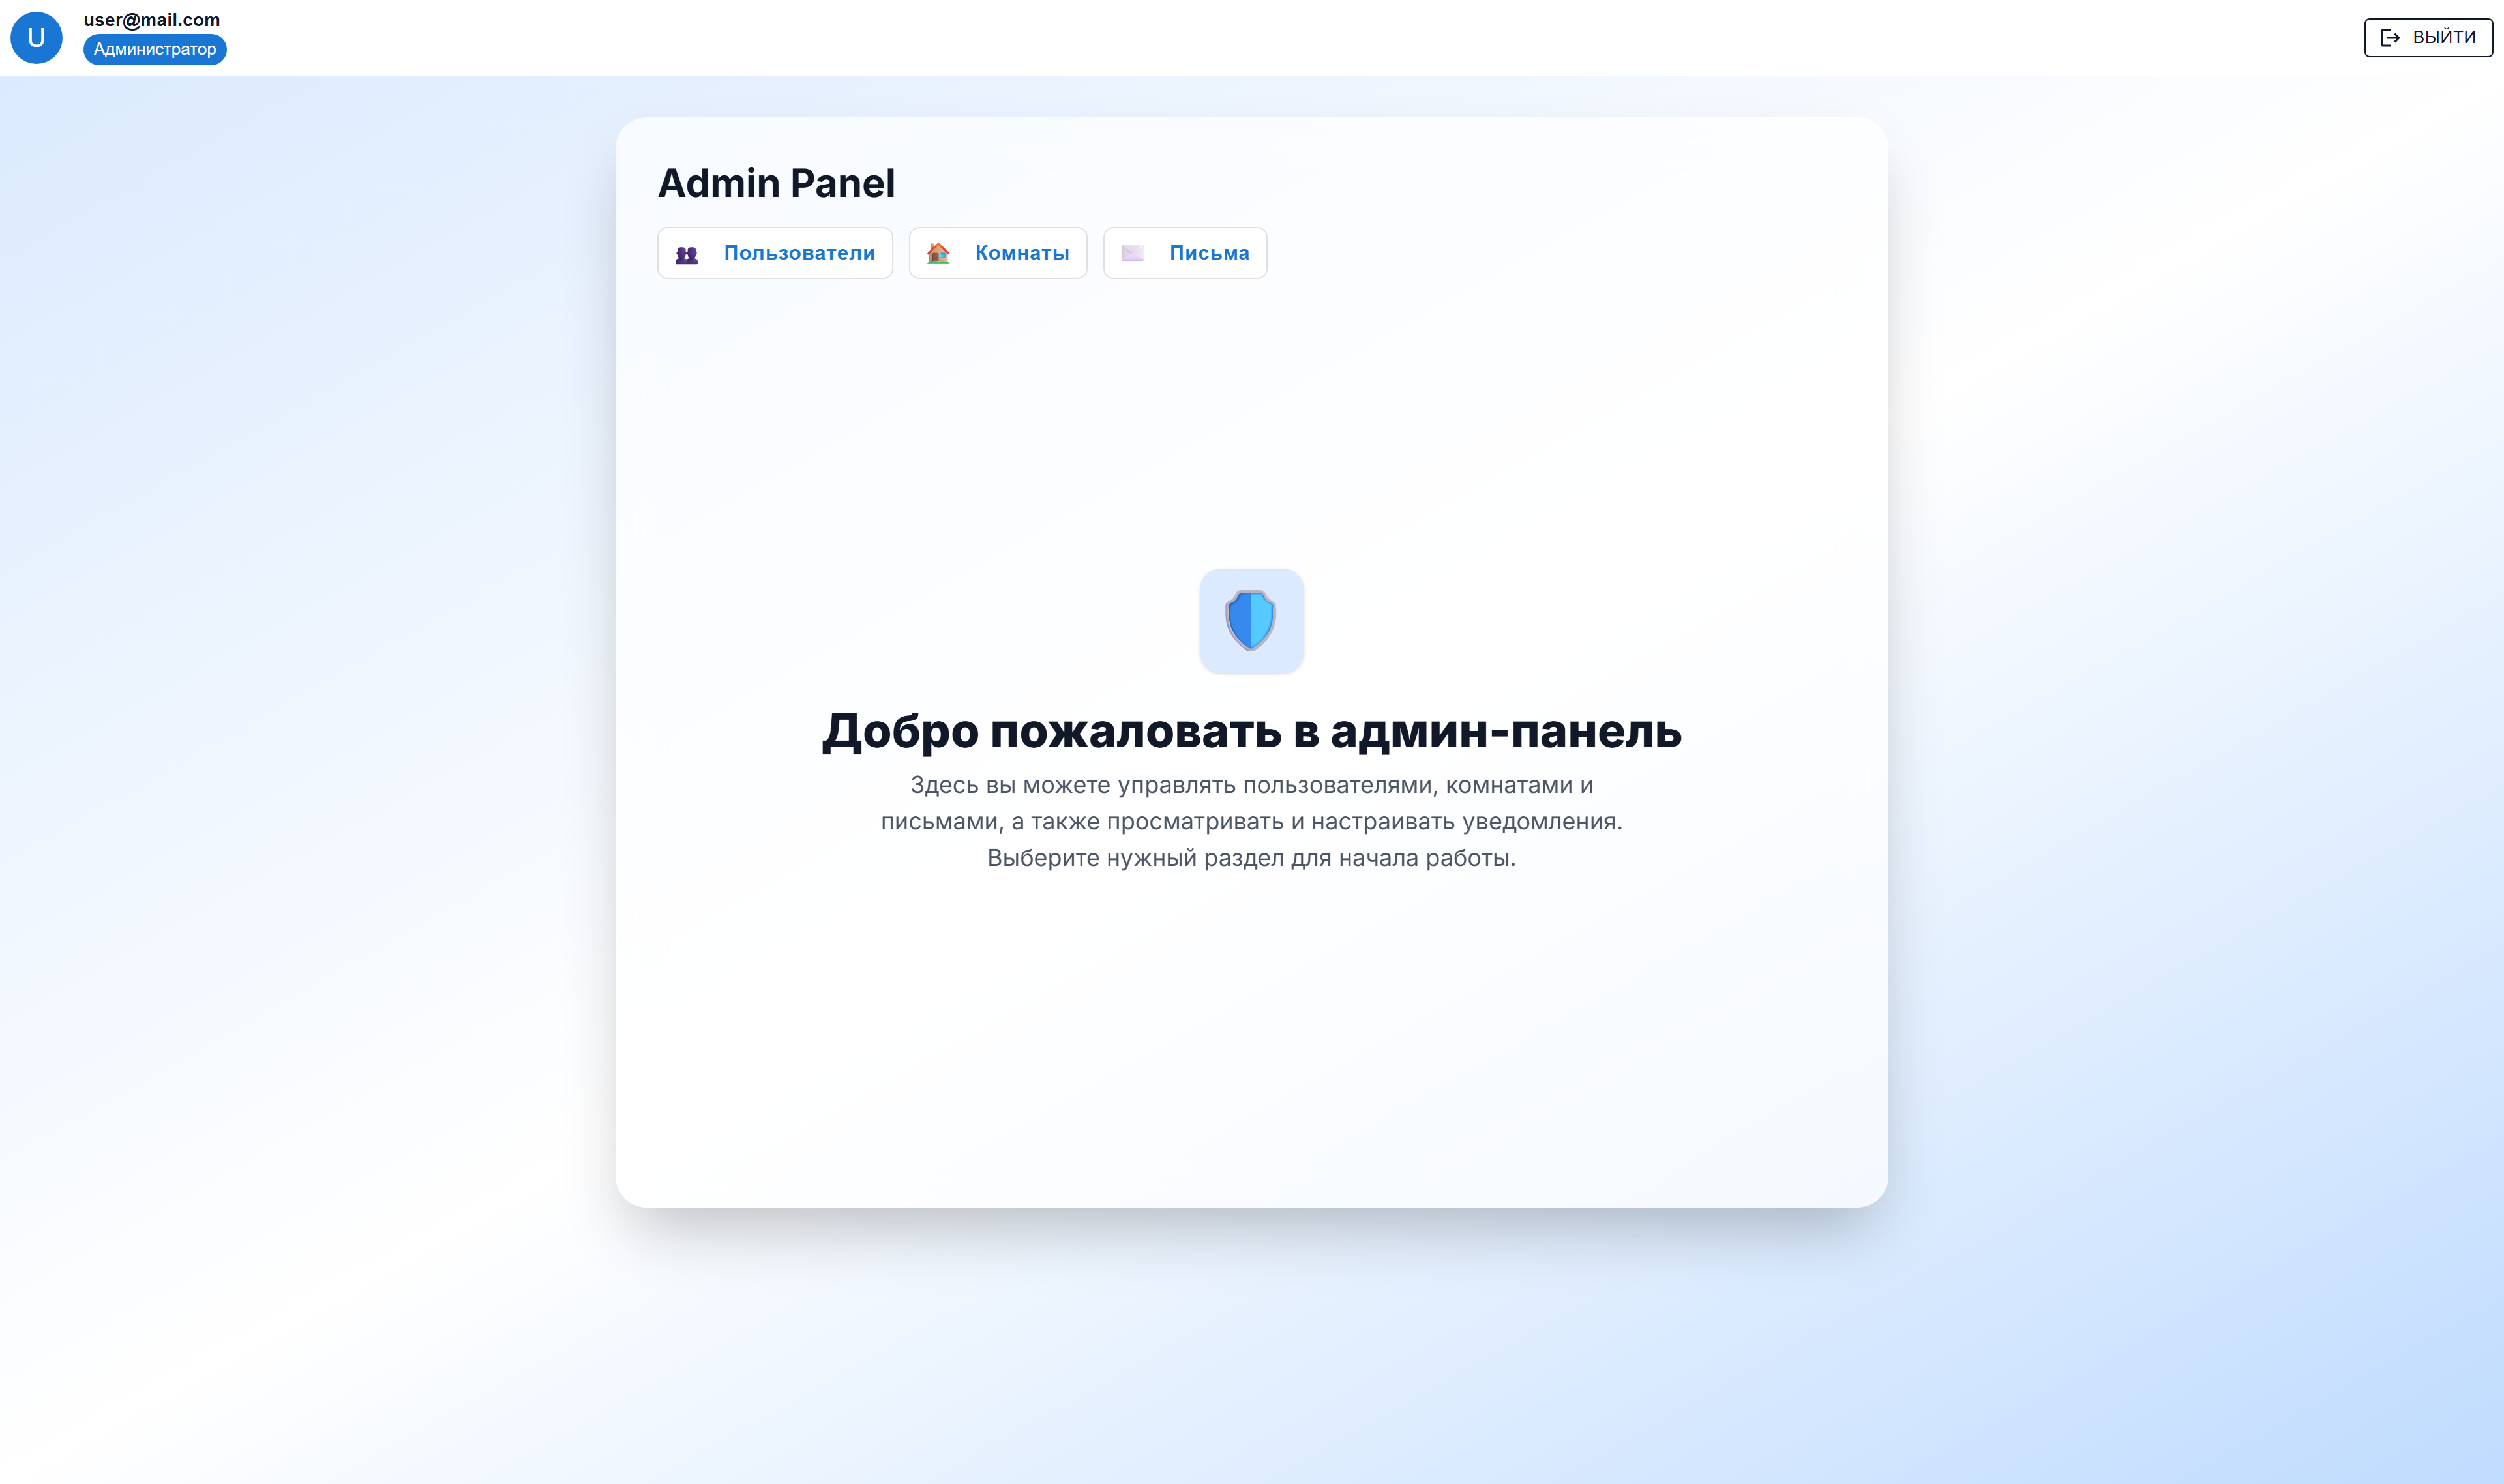 U
user@mail.com
Администратор
ВЫЙТИ
Admin Panel
Пользователи
Комнаты
Письма
Добро пожаловать в админ-панель
Здесь вы можете управлять пользователями, комнатами и
письмами, а также просматривать и настраивать уведомления.
Выберите нужный раздел для начала работы.